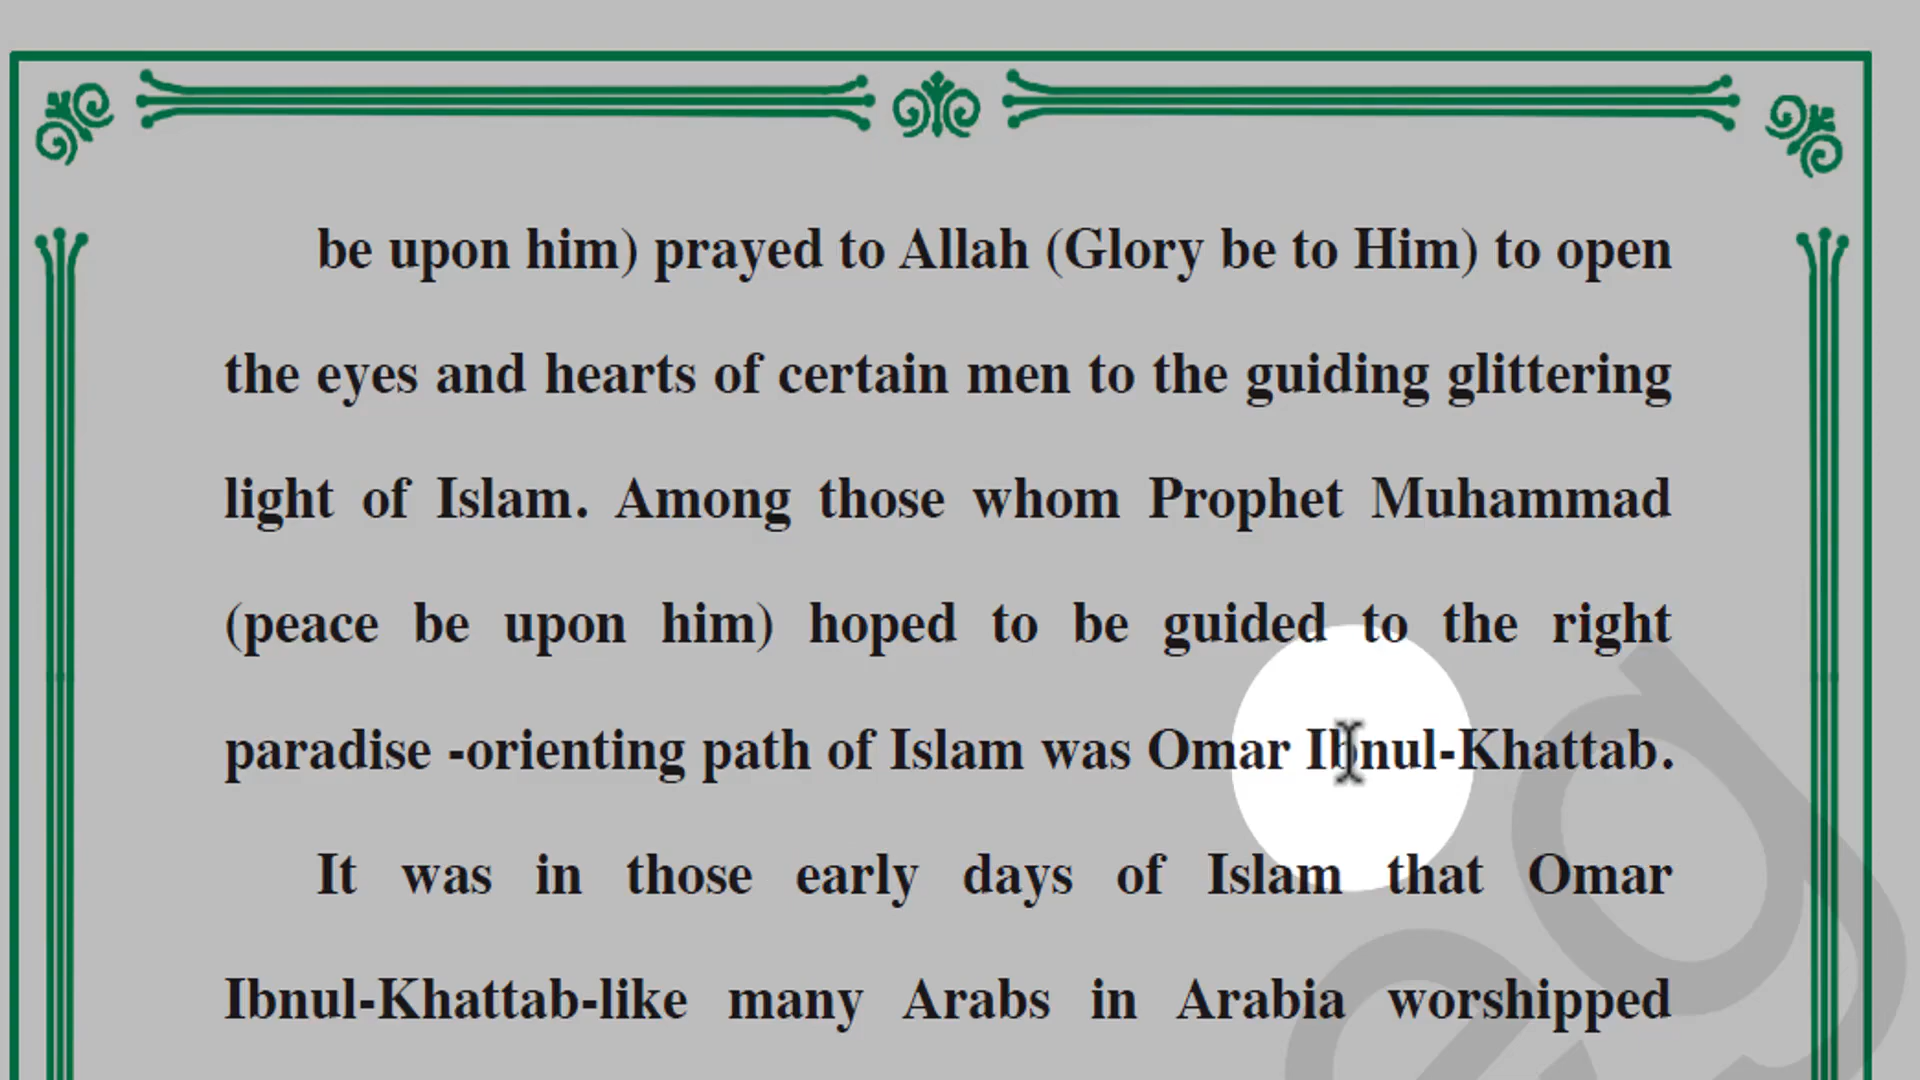 be upon him) prayed to Allah (Glory be to Him) to open
the eyes and hearts of certain men to the guiding glittering
light of Islam. Among those whom Prophet Muhammad
(peace be upon him) hoped to be guided to the right
paradise -orienting path of Islam was Omar Ibnul-Khattab.
It was in those early days of Islam that Omar
Ibnul-Khattab-like many Arabs in Arabia worshipped